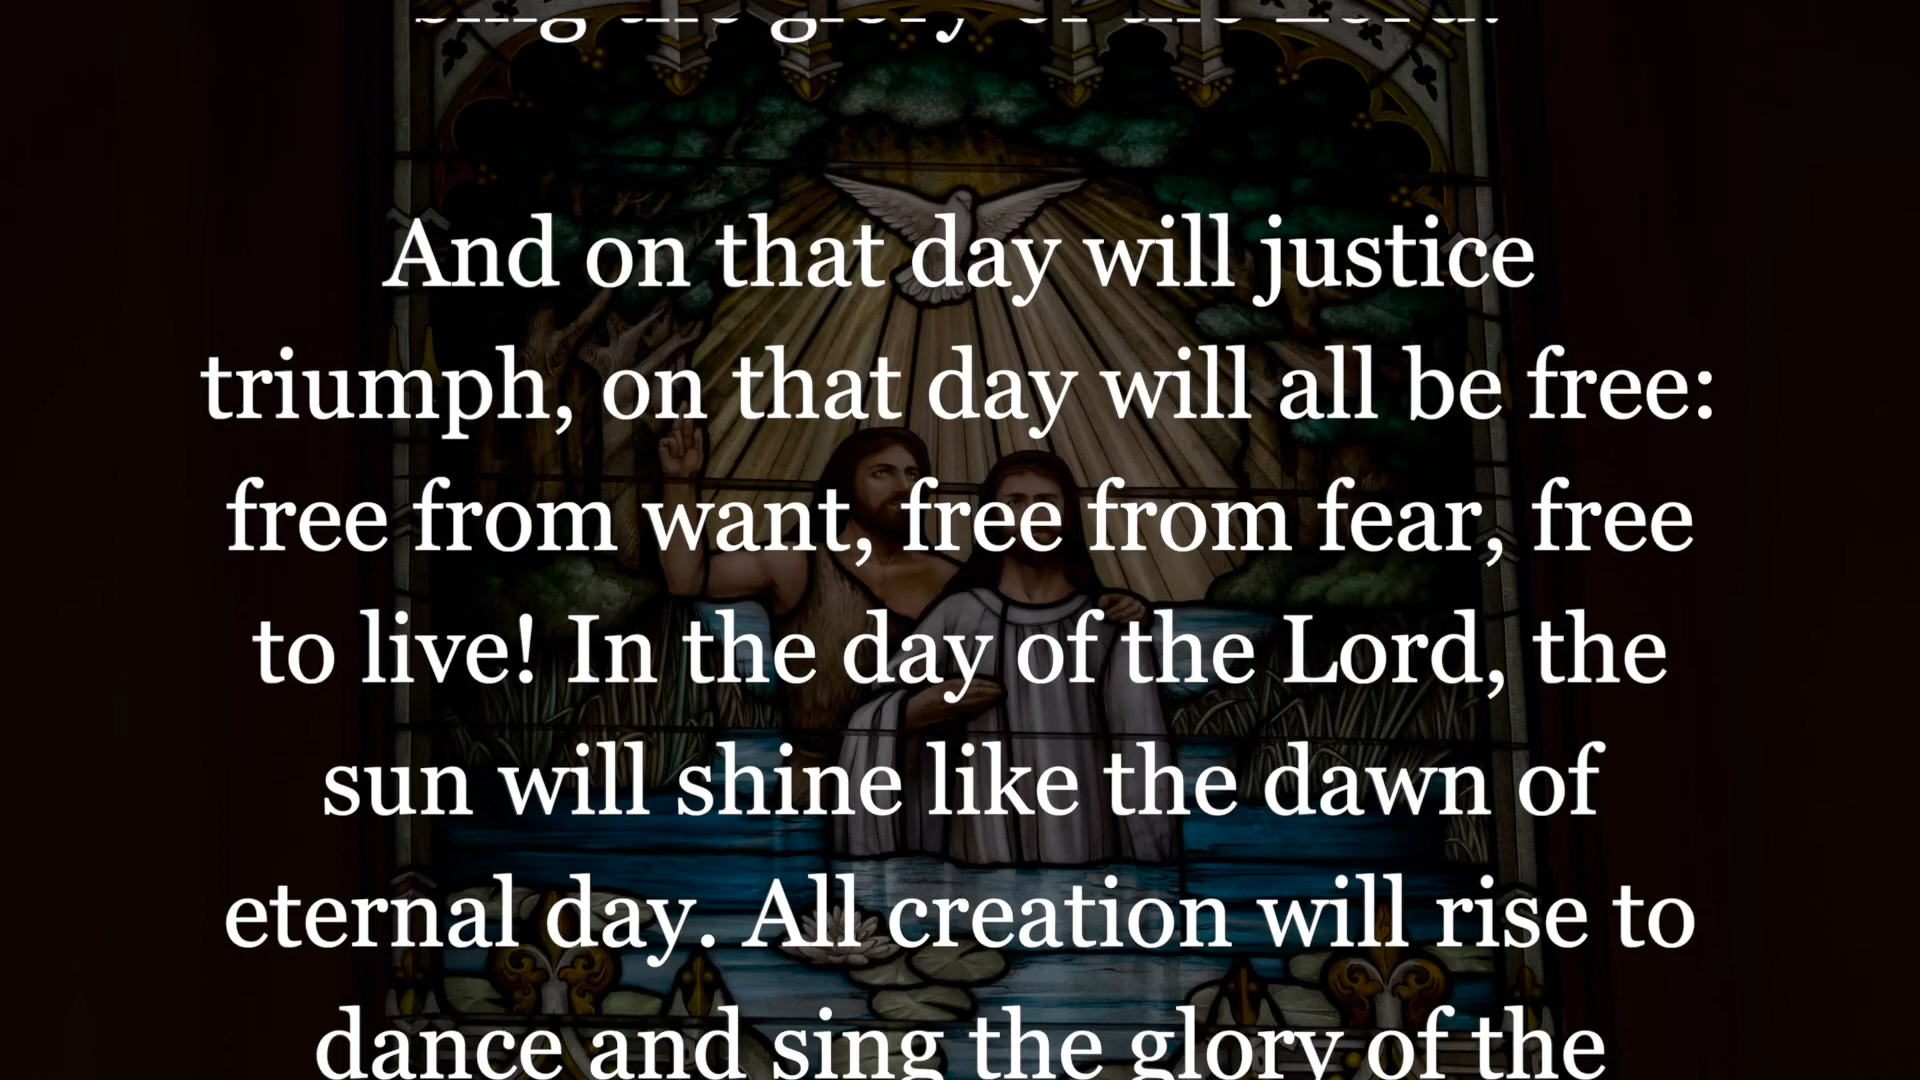 sing the glory of the Lord.
And on that day will justice
triumph, on that day will all be free:
free from want, free from fear, free
to live! In the day of the Lord, the
sun will shine like the dawn of
eternal day. All creation will rise to
dance and sing the glory of the